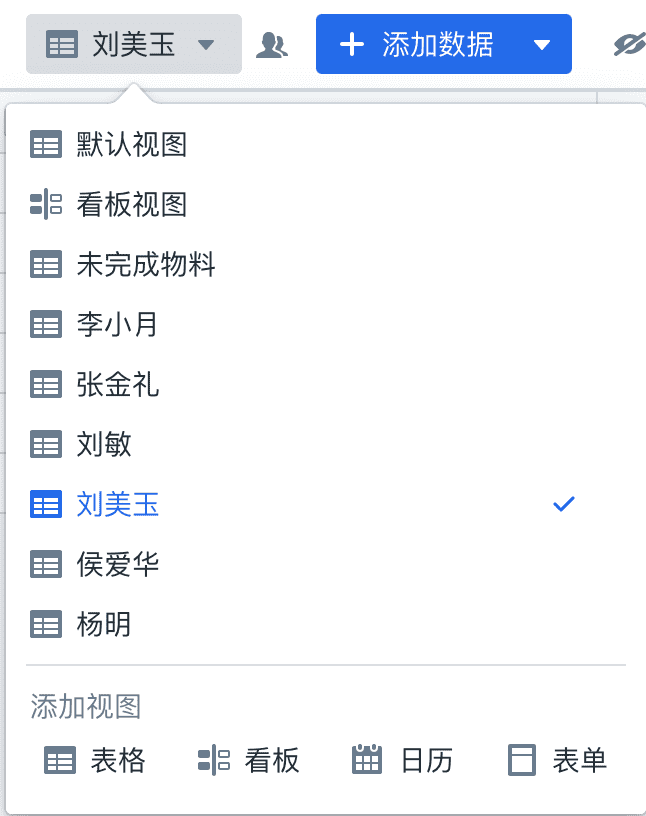 刘美玉 添加数据
默认视图
看板视图
未完成物料
李小月
张金礼
刘敏
刘美玉
侯爱华
杨明
添加视图
表格 看板 日历 表单